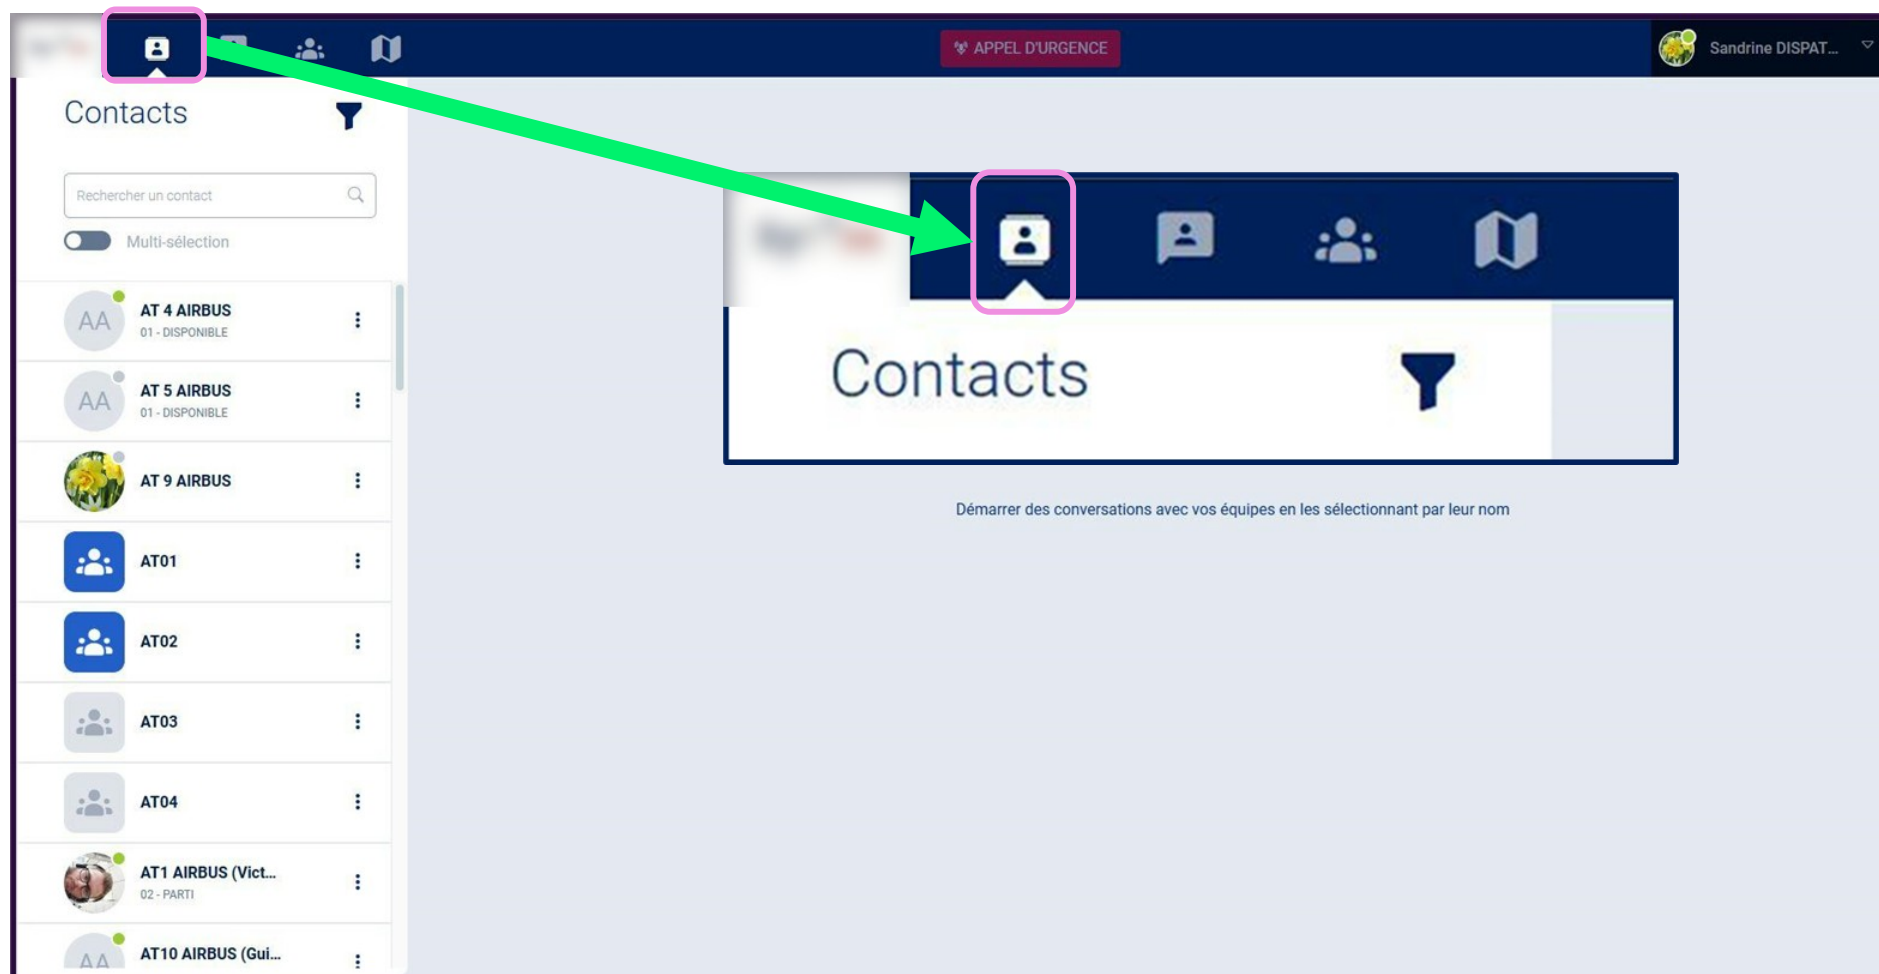 APPEL D'URGENCE
Sandrine DISPAT...
Contacts
Rechercher un contact
Multi-sélection
AA
AT 4 AIRBUS
01 - DISPONIBLE
AA
AT 5 AIRBUS
01 - DISPONIBLE
AT 9 AIRBUS
AT01
AT02
AT03
AT04
AT1 AIRBUS (Vict...
02 - PARTI
AA
AT10 AIRBUS (Gui...
Contacts
Démarrer des conversations avec vos équipes en les sélectionnant par leur nom